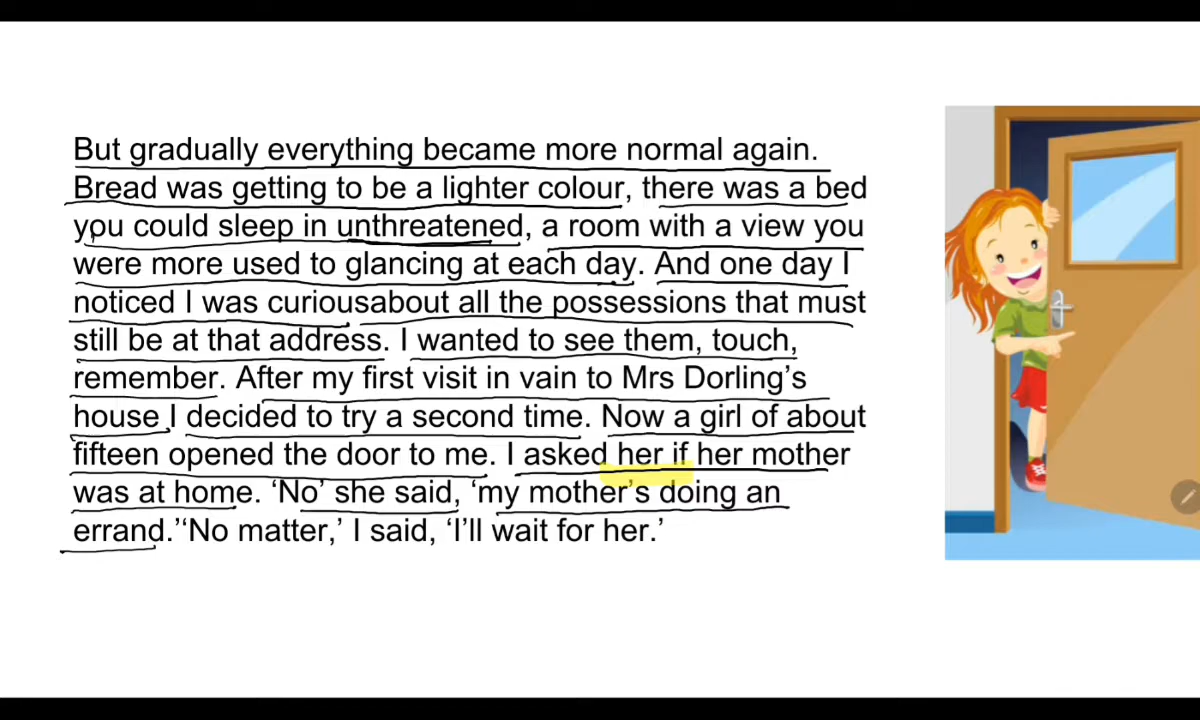 But gradually everything became more normal again.
Bread was getting to be a lighter colour, there was a bed
you could sleep in unthreatened, a room with a view you
were more used to glancing at each day. And one day I
noticed I was curiousabout all the possessions that must
still be at that address. I wanted to see them, touch,
remember. After my first visit in vain to Mrs Dorling’s
house I decided to try a second time. Now a girl of about
fifteen opened the door to me. I asked her if her mother
was at home. ‘No’ she said, ‘my mother’s doing an
errand.’‘No matter,’ I said, ‘I’ll wait for her.’